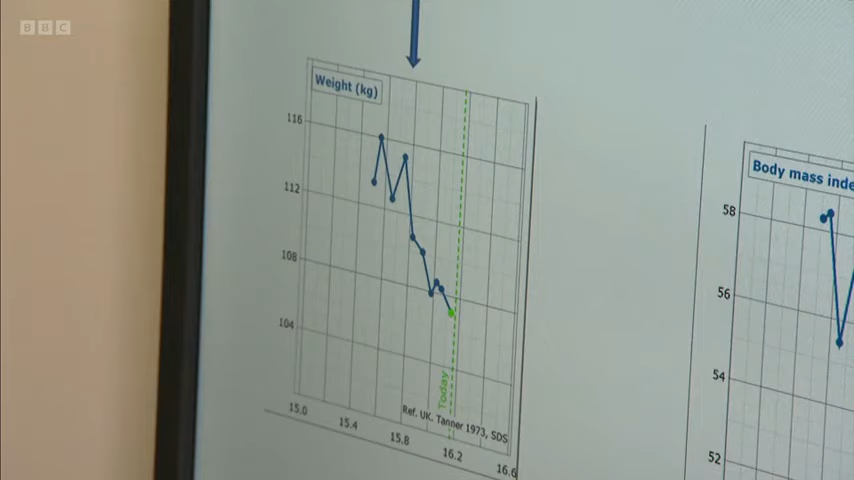 BBC
Weight (kg)
116
112
108
104
Today
Ref. UK. Tanner 1973, SDS
15.0
15.4
15.8
16.2
16.6
Body mass inde
58
56
54
52